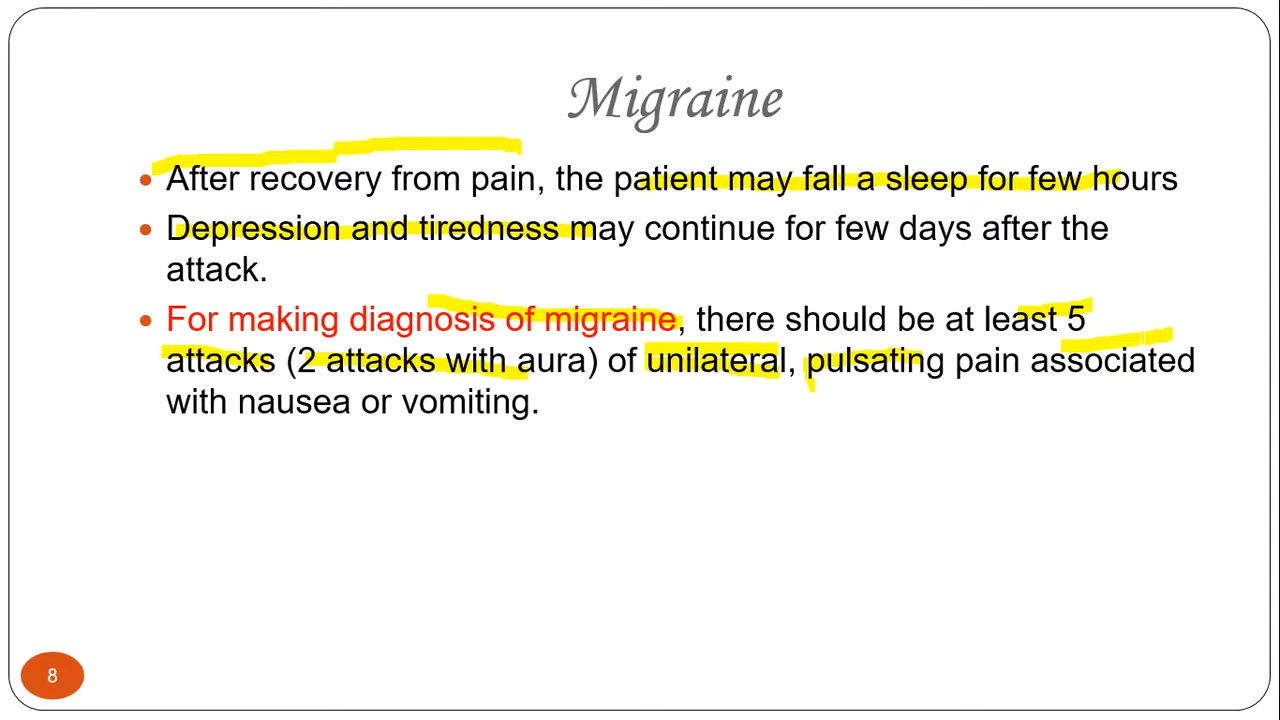 Migraine
• After recovery from pain, the patient may fall a sleep for few hours
• Depression and tiredness may continue for few days after the
attack.
• For making diagnosis of migraine, there should be at least 5
attacks (2 attacks with aura) of unilateral, pulsating pain associated
with nausea or vomiting.
8